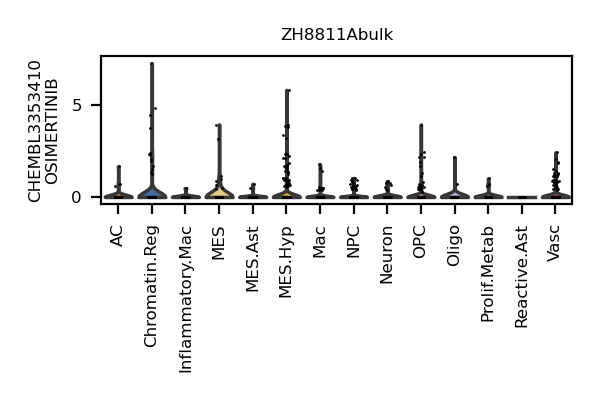 ZH8811Abulk
CHEMBL3353410
OSIMERTINIB
5
0
AC
Chromatin.Reg
Inflammatory.Mac
MES
MES.Ast
MES.Hyp
Mac
NPC
Neuron
OPC
Oligo
Prolif.Metab
Reactive.Ast
Vasc